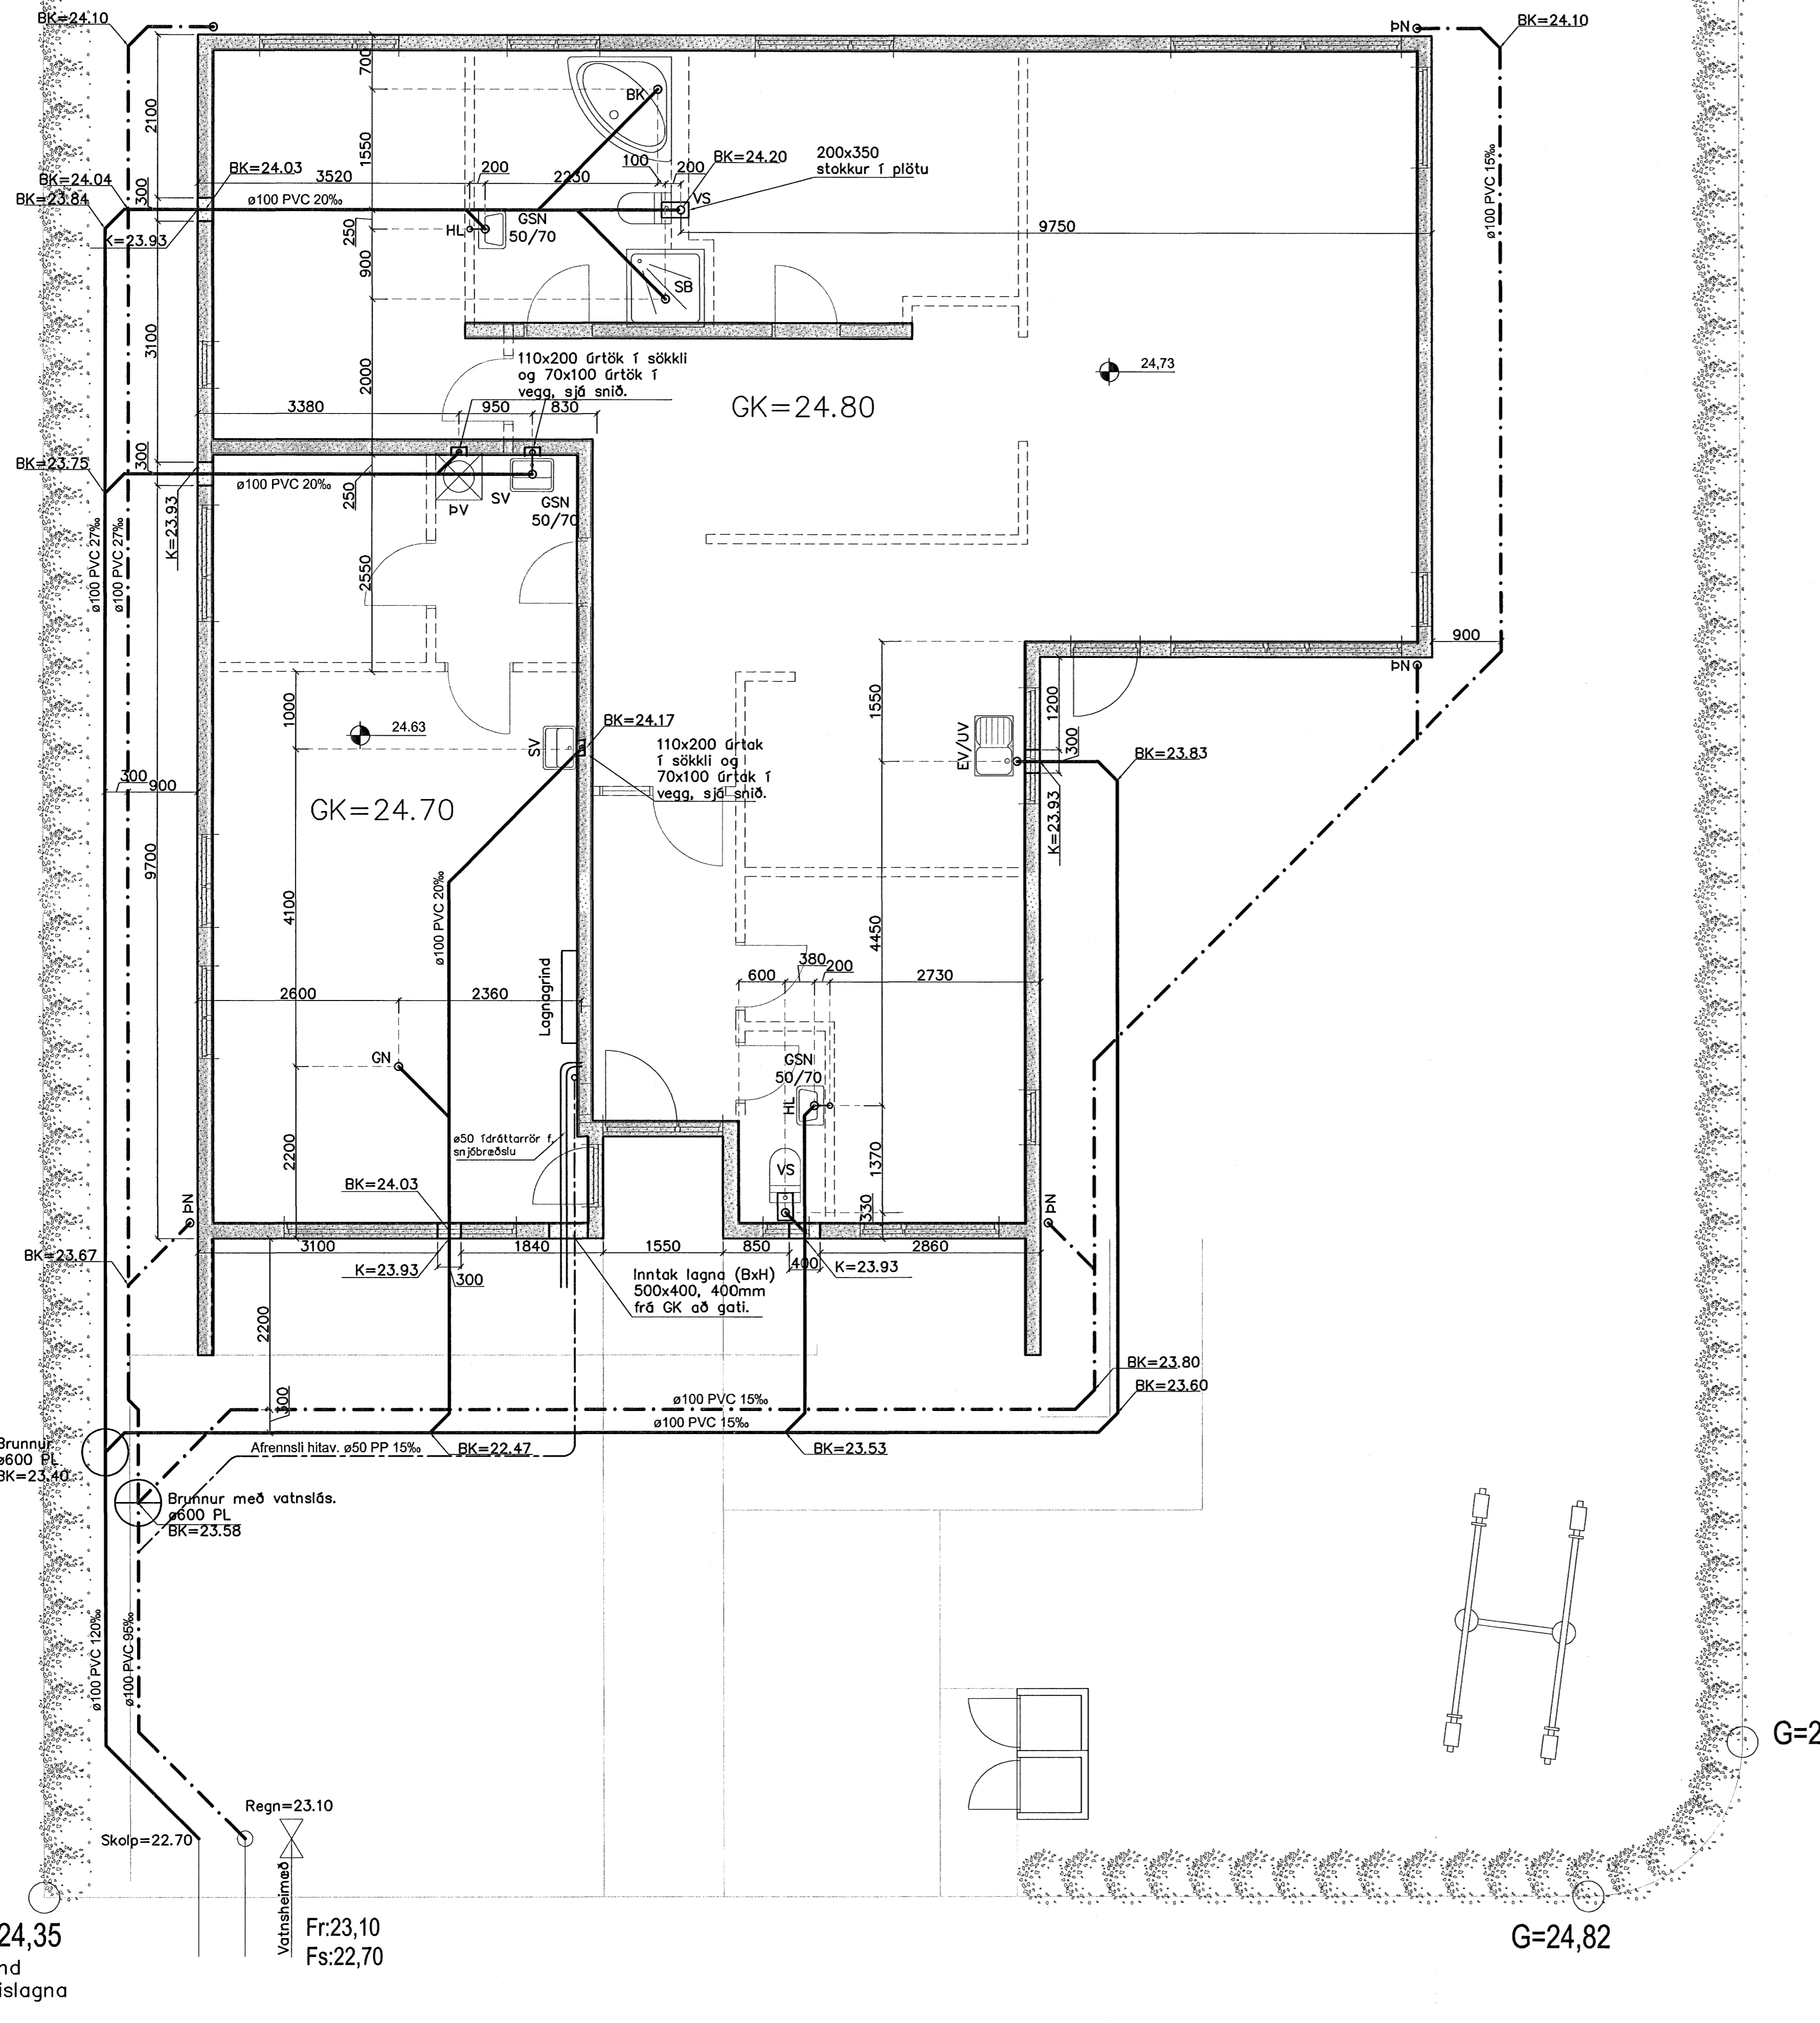 BK=24.10
ÞN
BK=24.10
700
2100
1550
BK
BK=24.03
BK=24.04
300
BK=23.84
3520
200
2230
100
200
BK=24.20
200x350
stokkur í plötu
ø100 PVC 20‰
VS
GSN
50/70
HL
K=23.93
250
900
9750
ø100 PVC 15‰
SB
3100
2000
110x200 úrtök í sökkli
og 70x100 úrtök í
vegg, sjá snið.
24,73
3380
950
830
GK=24.80
BK=23.75
300
ø100 PVC 20‰
250
K=23.93
ÞV
SV
GSN
50/70
ø100 PVC 27‰
ø100 PVC 27‰
2550
900
ÞN
1000
24.63
SV
BK=24.17
110x200 úrtak
í sökkli og
70x100 úrtak í
vegg, sjá snið.
1550
EV/UV
1200
300
BK=23.83
K=23.93
300
900
GK=24.70
9700
4100
ø100 PVC 20‰
4450
600
380
200
2730
2600
2360
Lagnagrind
GN
GSN
50/70
HL
2200
ø50 ídráttarrör f.
snjóbræðslu
1370
VS
BK=24.03
330
ÞN
ÞN
BK=23.67
3100
1840
1550
850
2860
K=23.93
300
400
K=23.93
Inntak lagna (BxH)
500x400, 400mm
frá GK að gati.
2200
300
BK=23.80
BK=23.60
ø100 PVC 15‰
ø100 PVC 15‰
Brunnur
ø600 PL
BK=23.40
Afrennsli hitav. ø50 PP 15‰
BK=22.47
BK=23.53
Brunnur með vatnslás.
ø600 PL
BK=23.58
ø100 PVC 120‰
ø100 PVC 95‰
G=2
Regn=23.10
Skolp=22.70
Vatnsheimæð
Fr:23,10
Fs:22,70
24,35
nd
islagna
G=24,82